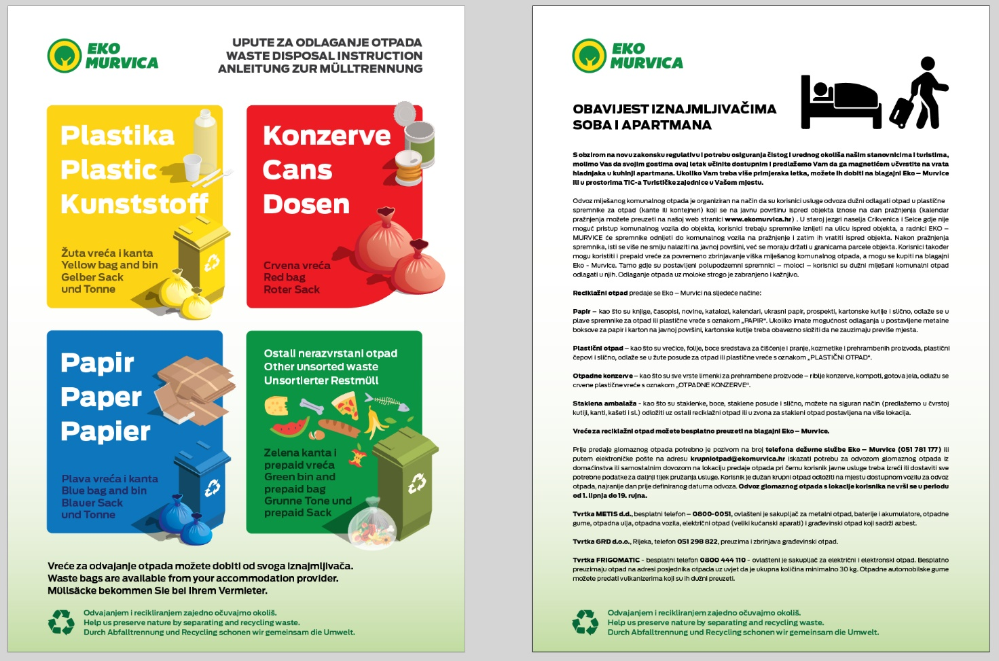 EKO
MURVICA
UPUTE ZA ODLAGANJE OTPADA
WASTE DISPOSAL INSTRUCTION
ANLEITUNG ZUR MÜLLTRENNUNG
Plastika
Plastic
Kunststoff
Žuta vreća i kanta
Yellow bag and bin
Gelber Sack
und Tonne
Konzerve
Cans
Dosen
Crvena vreća
Red bag
Roter Sack
Papir
Paper
Papier
Plava vreća i kanta
Blue bag and bin
Blauer Sack
und Tonne
Ostali nerazvrstani otpad
Other unsorted waste
Unsortierter Restmüll
Zelena kanta i
prepaid vreća
Green bin and
prepaid bag
Grunne Tone und
prepaid Sack
Vreće za odvajanje otpada možete dobiti od svoga iznajmljivača.
Waste bags are available from your accommodation provider.
Müllsäcke bekommen Sie bei Ihrem Vermieter.
Odvajanjem i recikliranjem zajedno očuvajmo okoliš.
Help us preserve nature by separating and recycling waste.
Durch Abfalltrennung und Recycling schonen wir gemeinsam die Umwelt.
EKO
MURVICA
OBAVIJEST IZNAJMLJIVAČIMA
SOBA I APARTMANA
S obzirom na novu zakonsku regulativu i potrebu osiguranja čistog i urednog okoliša našim stanovnicima i turistima,
molimo Vas da svojim gostima ovaj letak učinite dostupnim i predlažemo Vam da ga magnetićem učvrstite na vrata
hladnjaka u kuhinji apartmana. Ukoliko Vam treba više primjeraka letka, možete ih dobiti na blagajni Eko – Murvice
ili u prostorima TIC-a Turističke zajednice u Vašem mjestu.
Odvoz miješanog komunalnog otpada je organiziran na način da su korisnici usluge odvoza dužni odlagati otpad u plastične
spremnike za otpad (kante ili kontejneri) koji se na javnu površinu ispred objekta iznose na dan pražnjenja (kalendar
pražnjenja možete preuzeti na našoj web stranici www.ekomurvica.hr) . U staroj jezgri naselja Crikvenica i Selce gdje nije
moguć pristup komunalnog vozila do objekta, korisnici trebaju spremnike iznijeti na ulicu ispred objekta, a radnici EKO –
MURVICE će spremnike odnijeti do komunalnog vozila na pražnjenje i zatim ih vratiti ispred objekta. Nakon pražnjenja
spremnika, isti se više ne smiju nalaziti na javnoj površini, već se moraju držati u granicama parcele objekta. Korisnici također
mogu koristiti i prepaid vreće za povremeno zbrinjavanje viška miješanog komunalnog otpada, a mogu se kupiti na blagajni
Eko - Murvice. Tamo gdje su postavljeni polupodzemni spremnici – moloci – korisnici su dužni miješani komunalni otpad
odlagati u njih. Odlaganje otpada uz moloke strogo je zabranjeno i kažnjivo.
Reciklažni otpad predaje se Eko – Murvici na sljedeće načine:
Papir – kao što su knjige, časopisi, novine, katalozi, kalendari, ukrasni papir, prospekti, kartonske kutije i slično, odlaže se u
plave spremnike za otpad ili plastične vreće s oznakom „PAPIR“. Ukoliko imate mogućnost odlaganja u postavljene metalne
boksove za papir i karton na javnoj površini, kartonske kutije treba obavezno složiti da ne zauzimaju previše mjesta.
Plastični otpad – kao što su vrećice, folije, boce sredstava za čišćenje i pranje, kozmetike i prehrambenih proizvoda, plastični
čepovi i slično, odlaže se u žute posude za otpad ili plastične vreće s oznakom „PLASTIČNI OTPAD“.
Otpadne konzerve – kao što su sve vrste limenki za prehrambene proizvode – riblje konzerve, kompoti, gotova jela, odlažu se
crvene plastične vreće s oznakom „OTPADNE KONZERVE“.
Staklena ambalaža - kao što su staklenke, boce, staklene posude i slično, možete na siguran način (predlažemo u čvrstoj
kutiji, kanti, kašeti i sl.) odložiti uz ostali reciklažni otpad ili u zvona za stakleni otpad postavljena na više lokacija.
Vreće za reciklažni otpad možete besplatno preuzeti na blagajni Eko – Murvice.
Prije predaje glomaznog otpada potrebno je pozivom na broj telefona dežurne službe Eko – Murvice (051 781 177) ili
putem elektroničke pošte na adresu krupniotpad@ekomurvica.hr iskazati potrebu za odvozom glomaznog otpada iz
domaćinstva ili samostalnim dovozom na lokaciju predaje otpada pri čemu korisnik javne usluge treba izreći ili dostaviti sve
potrebne podatke za daljnji tijek pružanja usluge. Korisnik je dužan krupni otpad odložiti na mjestu dostupnom vozilu za odvoz
otpada, najranije dan prije definiranog datuma odvoza. Odvoz glomaznog otpada s lokacije korisnika ne vrši se u periodu
od 1. lipnja do 19. rujna.
Tvrtka METIS d.d., besplatni telefon – 0800-0051, ovlašteni je sakupljač za metalni otpad, baterije i akumulatore, otpadne
gume, otpadna ulja, otpadna vozila, električni otpad (veliki kućanski aparati) i građevinski otpad koji sadrži azbest.
Tvrtka GRD d.o.o., Rijeka, telefon 051 298 822, preuzima i zbrinjava građevinski otpad.
Tvrtka FRIGOMATIC - besplatni telefon 0800 444 110 - ovlašteni je sakupljač za električni i elektronski otpad. Besplatno
preuzimaju otpad na adresi posjednika otpada uz uvjet da je ukupna količina minimalno 30 kg. Otpadne automobilske gume
možete predati vulkanizerima koji su ih dužni preuzeti.
Odvajanjem i recikliranjem zajedno očuvajmo okoliš.
Help us preserve nature by separating and recycling waste.
Durch Abfalltrennung und Recycling schonen wir gemeinsam die Umwelt.